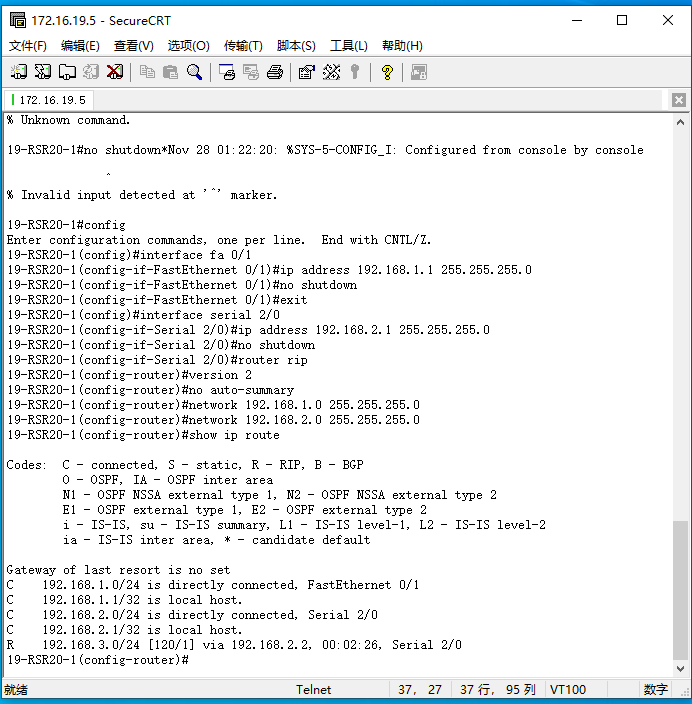 172.16.19.5 - SecureCRT
文件(F) 编辑(E) 查看(V) 选项(O) 传输(T) 脚本(S) 工具(L) 帮助(H)
172.16.19.5
% Unknown command.
19-RSR20-1#no shutdown*Nov 28 01:22:20: %SYS-5-CONFIG_I: Configured from console by console
^
% Invalid input detected at '^' marker.
19-RSR20-1#config
Enter configuration commands, one per line.  End with CNTL/Z.
19-RSR20-1(config)#interface fa 0/1
19-RSR20-1(config-if-FastEthernet 0/1)#ip address 192.168.1.1 255.255.255.0
19-RSR20-1(config-if-FastEthernet 0/1)#no shutdown
19-RSR20-1(config-if-FastEthernet 0/1)#exit
19-RSR20-1(config)#interface serial 2/0
19-RSR20-1(config-if-Serial 2/0)#ip address 192.168.2.1 255.255.255.0
19-RSR20-1(config-if-Serial 2/0)#no shutdown
19-RSR20-1(config-if-Serial 2/0)#router rip
19-RSR20-1(config-router)#version 2
19-RSR20-1(config-router)#no auto-summary
19-RSR20-1(config-router)#network 192.168.1.0 255.255.255.0
19-RSR20-1(config-router)#network 192.168.2.0 255.255.255.0
19-RSR20-1(config-router)#show ip route
Codes:  C - connected, S - static, R - RIP, B - BGP
O - OSPF, IA - OSPF inter area
N1 - OSPF NSSA external type 1, N2 - OSPF NSSA external type 2
E1 - OSPF external type 1, E2 - OSPF external type 2
i - IS-IS, su - IS-IS summary, L1 - IS-IS level-1, L2 - IS-IS level-2
ia - IS-IS inter area, * - candidate default
Gateway of last resort is no set
C    192.168.1.0/24 is directly connected, FastEthernet 0/1
C    192.168.1.1/32 is local host.
C    192.168.2.0/24 is directly connected, Serial 2/0
C    192.168.2.1/32 is local host.
R    192.168.3.0/24 [120/1] via 192.168.2.2, 00:02:26, Serial 2/0
19-RSR20-1(config-router)#
就绪 Telnet 37, 27 37 行, 95 列 VT100 数字